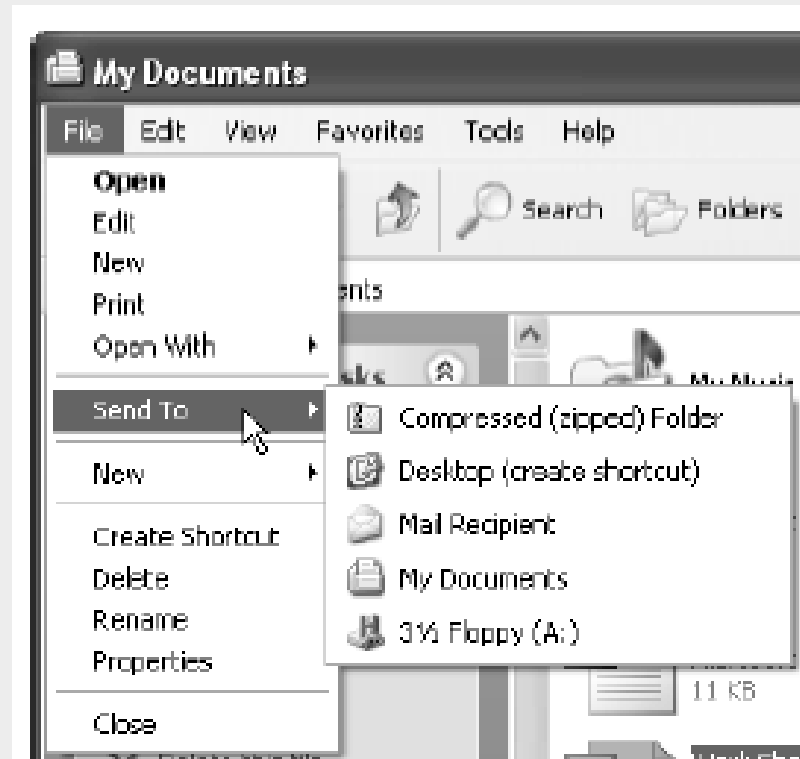 My Documents
File Edit View Favorites Tools Help
Open
Edit
New
Print
Open With
Send To
New
Create Shortcut
Delete
Rename
Properties
Close
Search Folders
Compressed (zipped) Folder
Desktop (create shortcut)
Mail Recipient
My Documents
3½ Floppy (A:)
My Music
11 KB